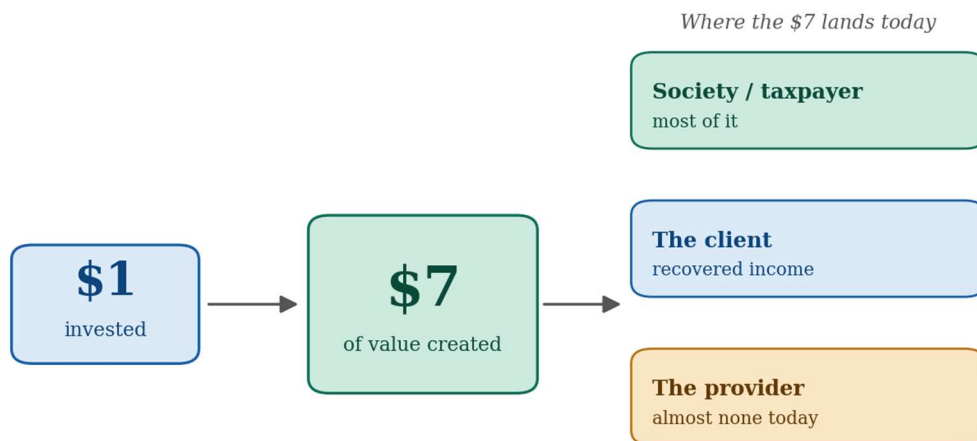 Where the $7 lands today
Society / taxpayer
most of it
$1
invested
$7
of value created
The client
recovered income
The provider
almost none today